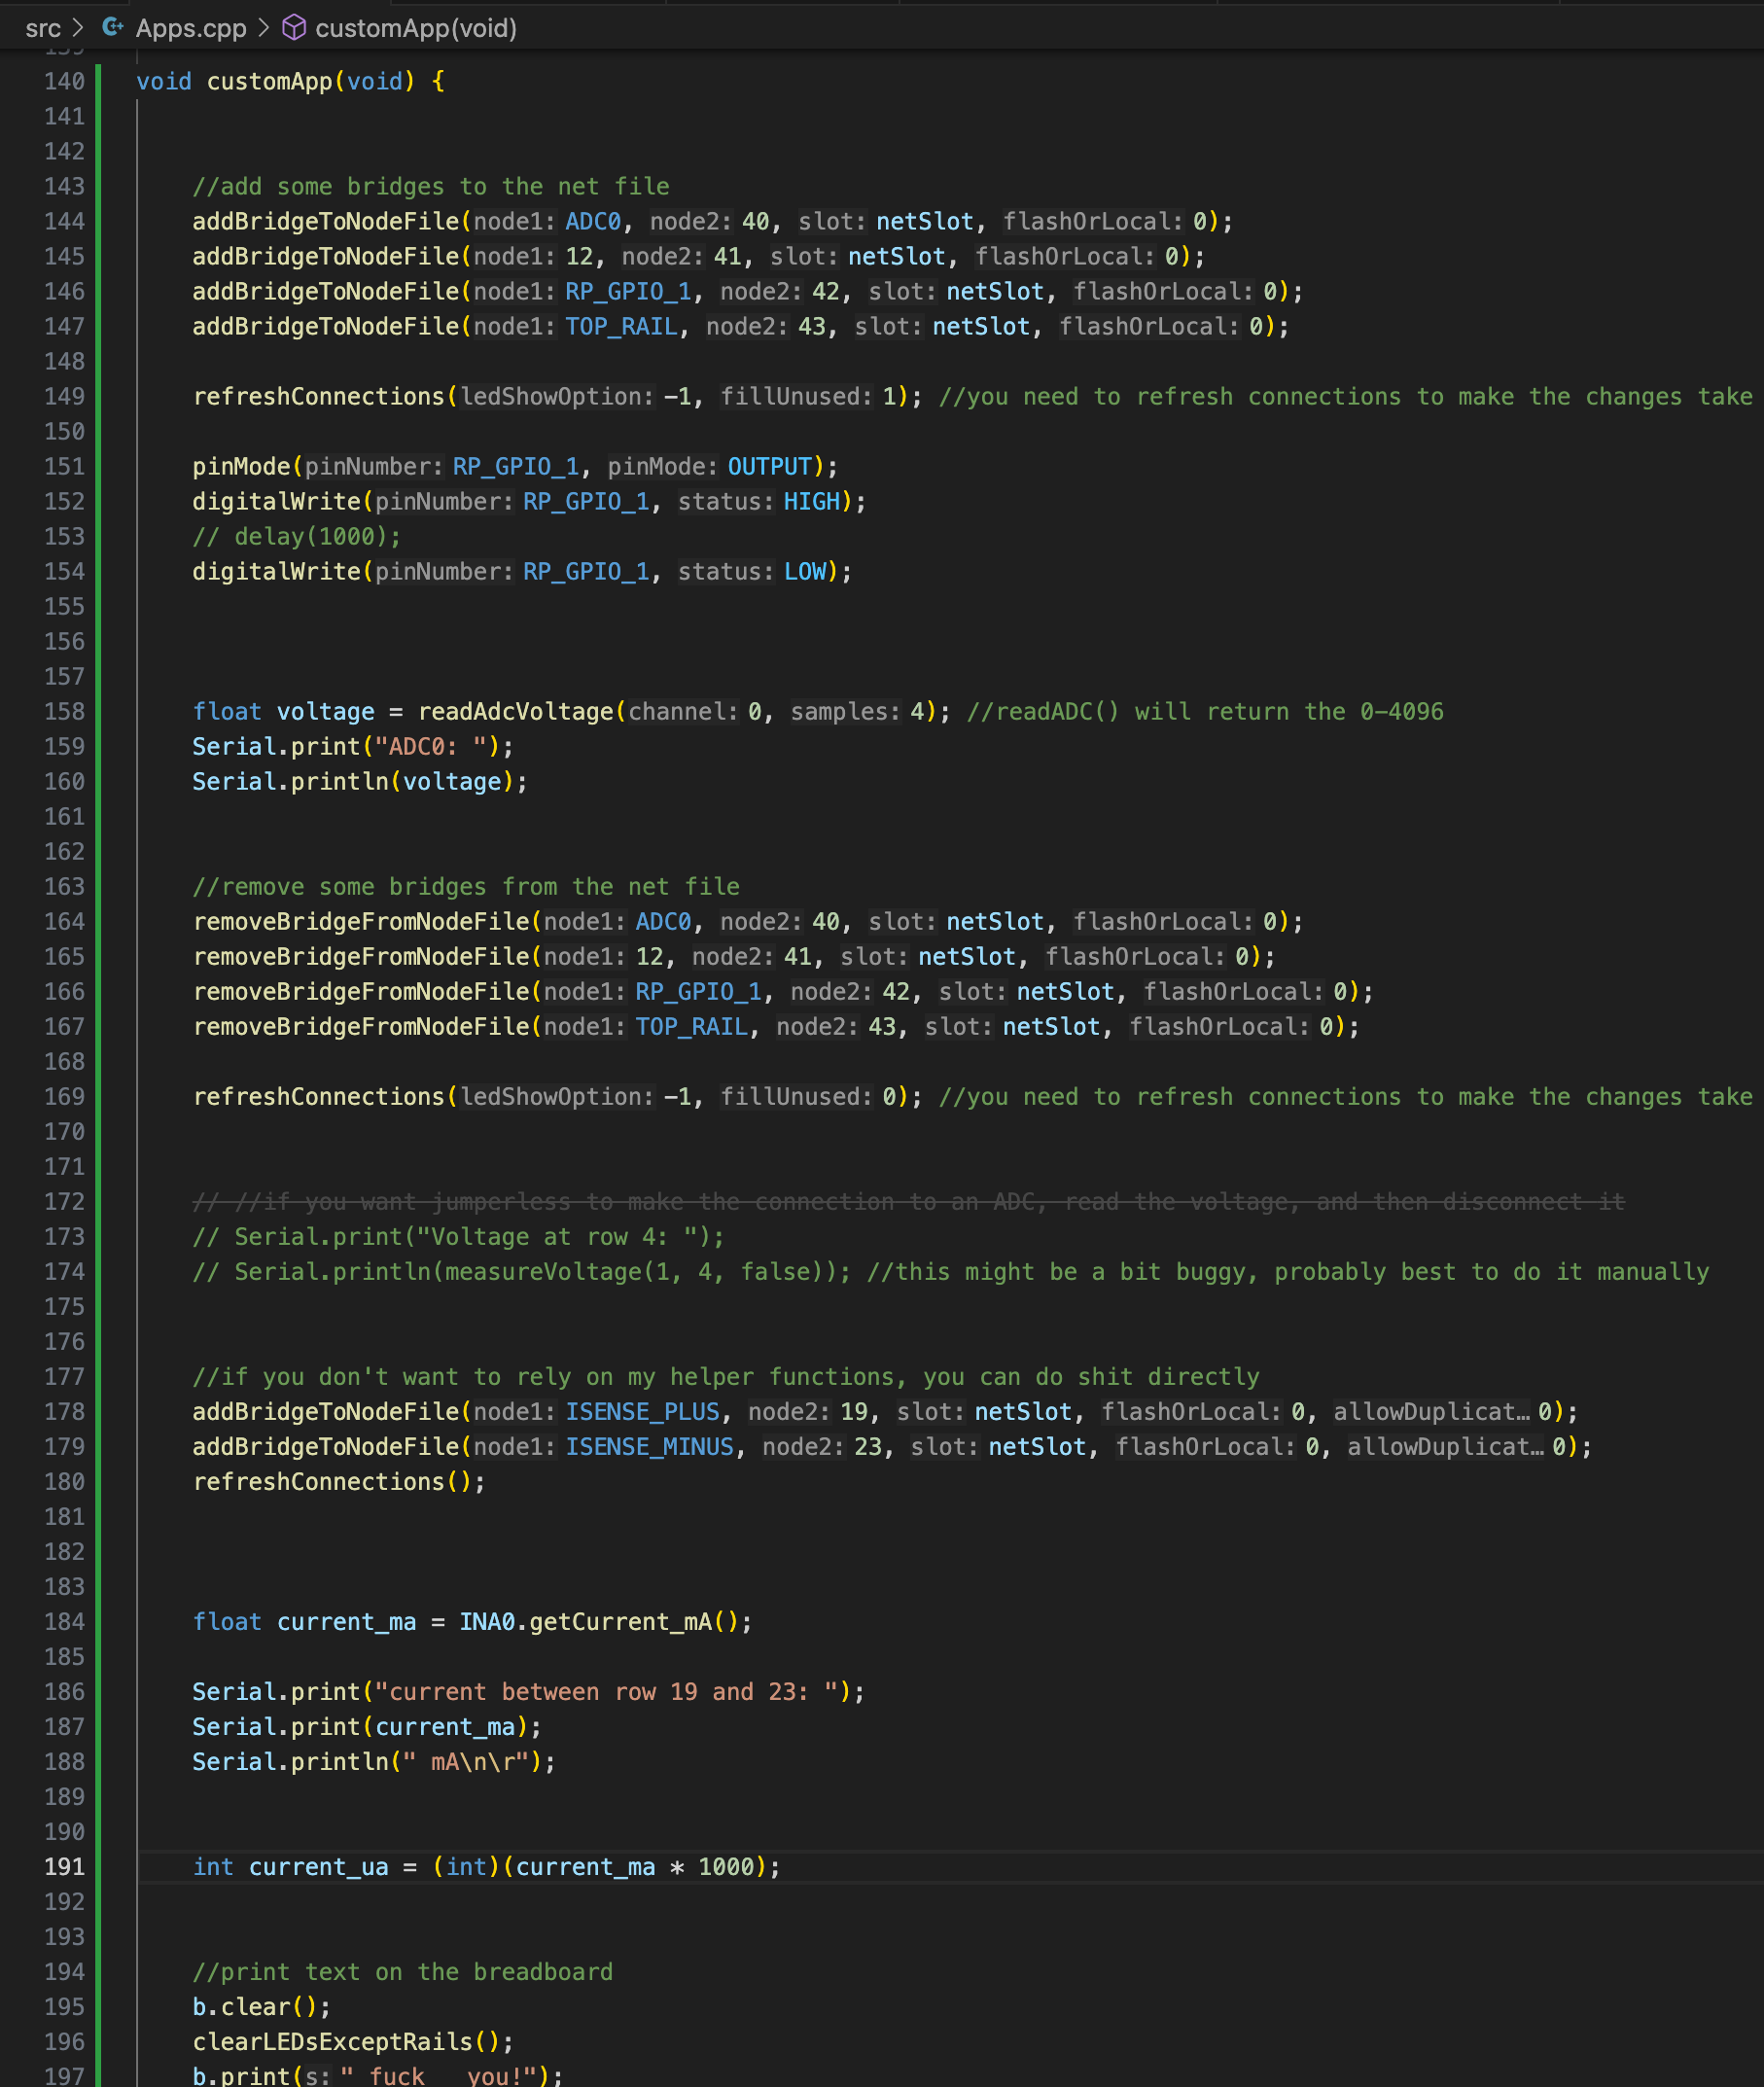 src > Apps.cpp > customApp(void)
139
140 void customApp(void) {
141
142
143 //add some bridges to the net file
144 addBridgeToNodeFile(node1: ADC0, node2: 40, slot: netSlot, flashOrLocal: 0);
145 addBridgeToNodeFile(node1: 12, node2: 41, slot: netSlot, flashOrLocal: 0);
146 addBridgeToNodeFile(node1: RP_GPIO_1, node2: 42, slot: netSlot, flashOrLocal: 0);
147 addBridgeToNodeFile(node1: TOP_RAIL, node2: 43, slot: netSlot, flashOrLocal: 0);
148
149 refreshConnections(ledShowOption: -1, fillUnused: 1); //you need to refresh connections to make the changes take
150
151 pinMode(pinNumber: RP_GPIO_1, pinMode: OUTPUT);
152 digitalWrite(pinNumber: RP_GPIO_1, status: HIGH);
153 // delay(1000);
154 digitalWrite(pinNumber: RP_GPIO_1, status: LOW);
155
156
157
158 float voltage = readAdcVoltage(channel: 0, samples: 4); //readADC() will return the 0-4096
159 Serial.print("ADC0: ");
160 Serial.println(voltage);
161
162
163 //remove some bridges from the net file
164 removeBridgeFromNodeFile(node1: ADC0, node2: 40, slot: netSlot, flashOrLocal: 0);
165 removeBridgeFromNodeFile(node1: 12, node2: 41, slot: netSlot, flashOrLocal: 0);
166 removeBridgeFromNodeFile(node1: RP_GPIO_1, node2: 42, slot: netSlot, flashOrLocal: 0);
167 removeBridgeFromNodeFile(node1: TOP_RAIL, node2: 43, slot: netSlot, flashOrLocal: 0);
168
169 refreshConnections(ledShowOption: -1, fillUnused: 0); //you need to refresh connections to make the changes take
170
171
172 // //if you want jumperless to make the connection to an ADC, read the voltage, and then disconnect it
173 // Serial.print("Voltage at row 4: ");
174 // Serial.println(measureVoltage(1, 4, false)); //this might be a bit buggy, probably best to do it manually
175
176
177 //if you don't want to rely on my helper functions, you can do shit directly
178 addBridgeToNodeFile(node1: ISENSE_PLUS, node2: 19, slot: netSlot, flashOrLocal: 0, allowDuplicat… 0);
179 addBridgeToNodeFile(node1: ISENSE_MINUS, node2: 23, slot: netSlot, flashOrLocal: 0, allowDuplicat… 0);
180 refreshConnections();
181
182
183
184 float current_ma = INA0.getCurrent_mA();
185
186 Serial.print("current between row 19 and 23: ");
187 Serial.print(current_ma);
188 Serial.println(" mA\n\r");
189
190
191 int current_ua = (int)(current_ma * 1000);
192
193
194 //print text on the breadboard
195 b.clear();
196 clearLEDsExceptRails();
197 b.print(s: " fuck   you!");